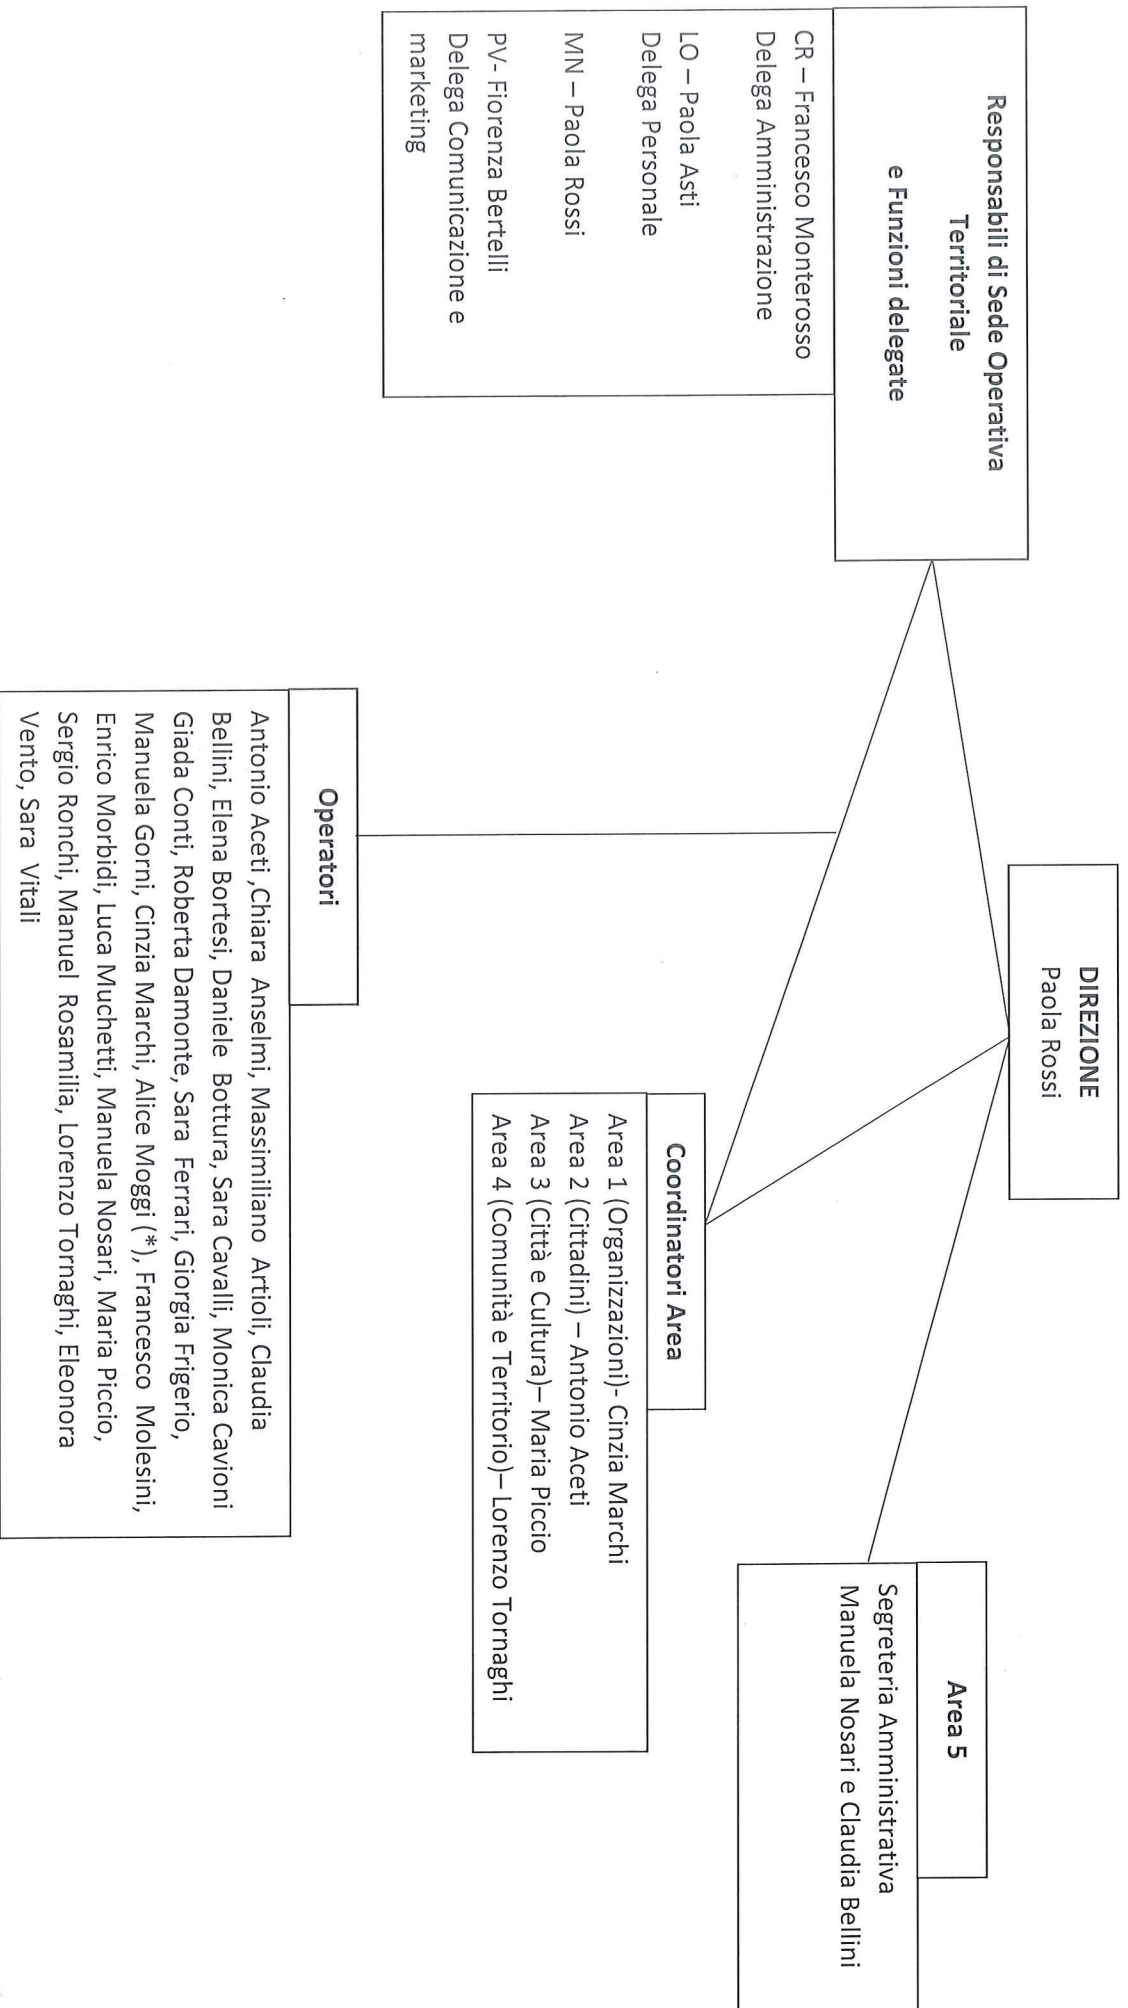 DIREZIONE
Paola Rossi
Responsabili di Sede Operativa
Territoriale
e Funzioni delegate
CR – Francesco Monterosso
Delega Amministrazione
LO – Paola Asti
Delega Personale
MN – Paola Rossi
PV- Fiorenza Bertelli
Delega Comunicazione e
marketing
Area 5
Segreteria Amministrativa
Manuela Nosari e Claudia Bellini
Coordinatori Area
Area 1 (Organizzazioni)- Cinzia Marchi
Area 2 (Cittadini) – Antonio Aceti
Area 3 (Città e Cultura)– Maria Piccio
Area 4 (Comunità e Territorio)– Lorenzo Tornaghi
Operatori
Antonio Aceti ,Chiara Anselmi, Massimiliano Artioli, Claudia
Bellini, Elena Bortesi, Daniele Bottura, Sara Cavalli, Monica Cavioni
Giada Conti, Roberta Damonte, Sara Ferrari, Giorgia Frigerio,
Manuela Gorni, Cinzia Marchi, Alice Moggi (*), Francesco Molesini,
Enrico Morbidi, Luca Muchetti, Manuela Nosari, Maria Piccio,
Sergio Ronchi, Manuel Rosamilia, Lorenzo Tornaghi, Eleonora
Vento, Sara Vitali